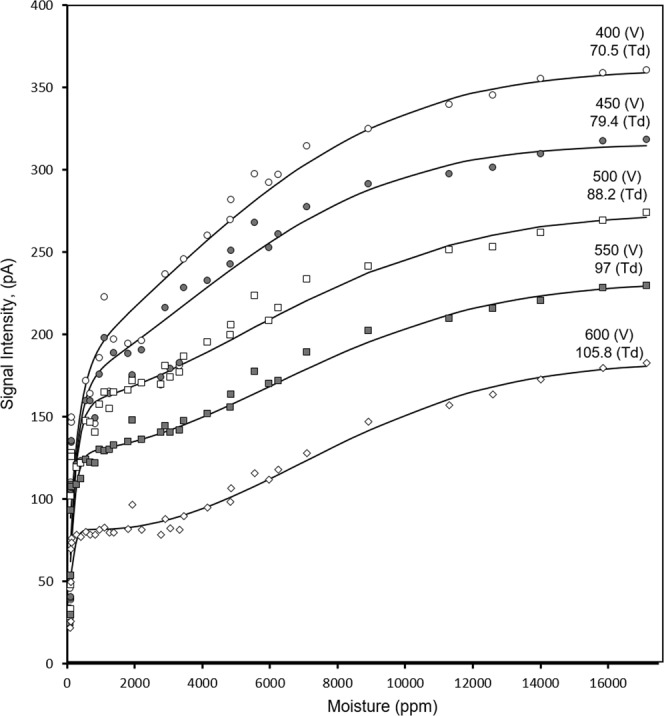 400
400 (V)
70.5 (Td)
350
450 (V)
79.4 (Td)
300
500 (V)
88.2 (Td)
250
550 (V)
97 (Td)
200
600 (V)
105.8 (Td)
150
100
50
0
Signal Intensity, (pA)
0 2000 4000 6000 8000 10000 12000 14000 16000
Moisture (ppm)